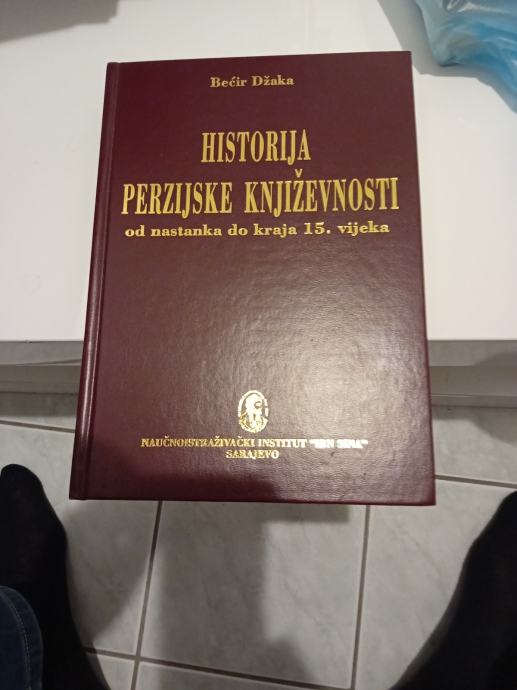 Bećir Džaka
HISTORIJA
PERZIJSKE KNJIŽEVNOSTI
od nastanka do kraja 15. vijeka
NAUČNOISTRAŽIVAČKI INSTITUT "IBN SINA"
SARAJEVO